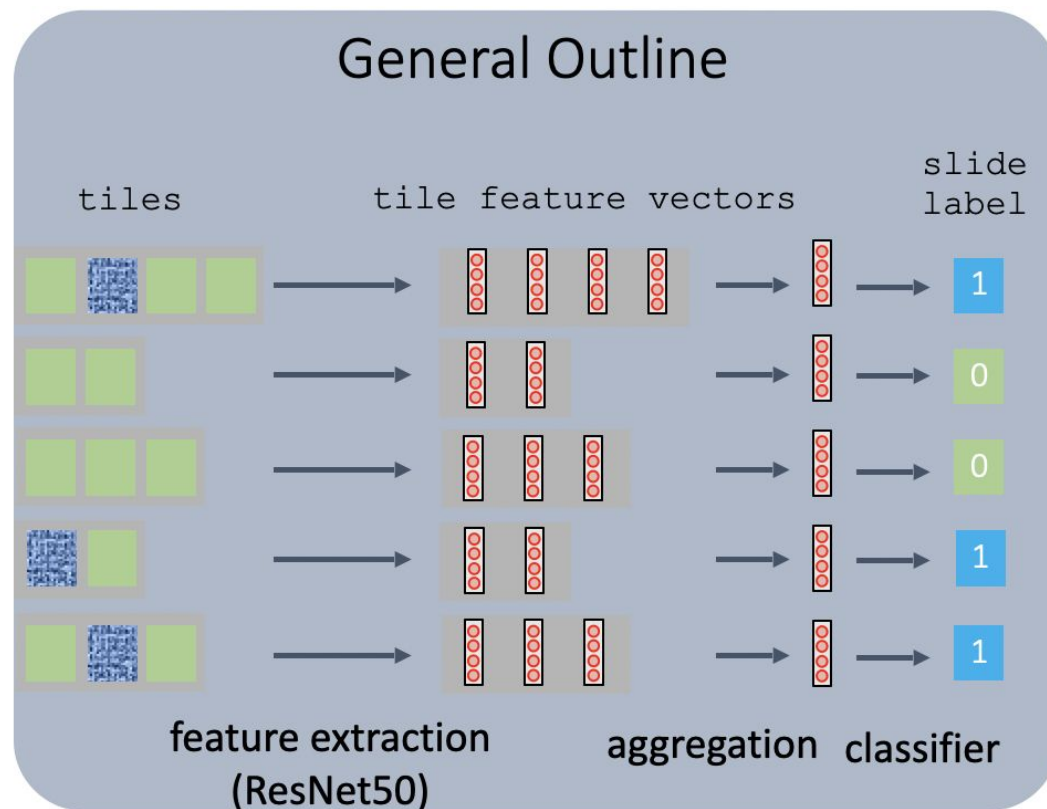 General Outline
tiles
tile feature vectors
slide
label
1
0
0
1
1
feature extraction
(ResNet50)
aggregation
classifier